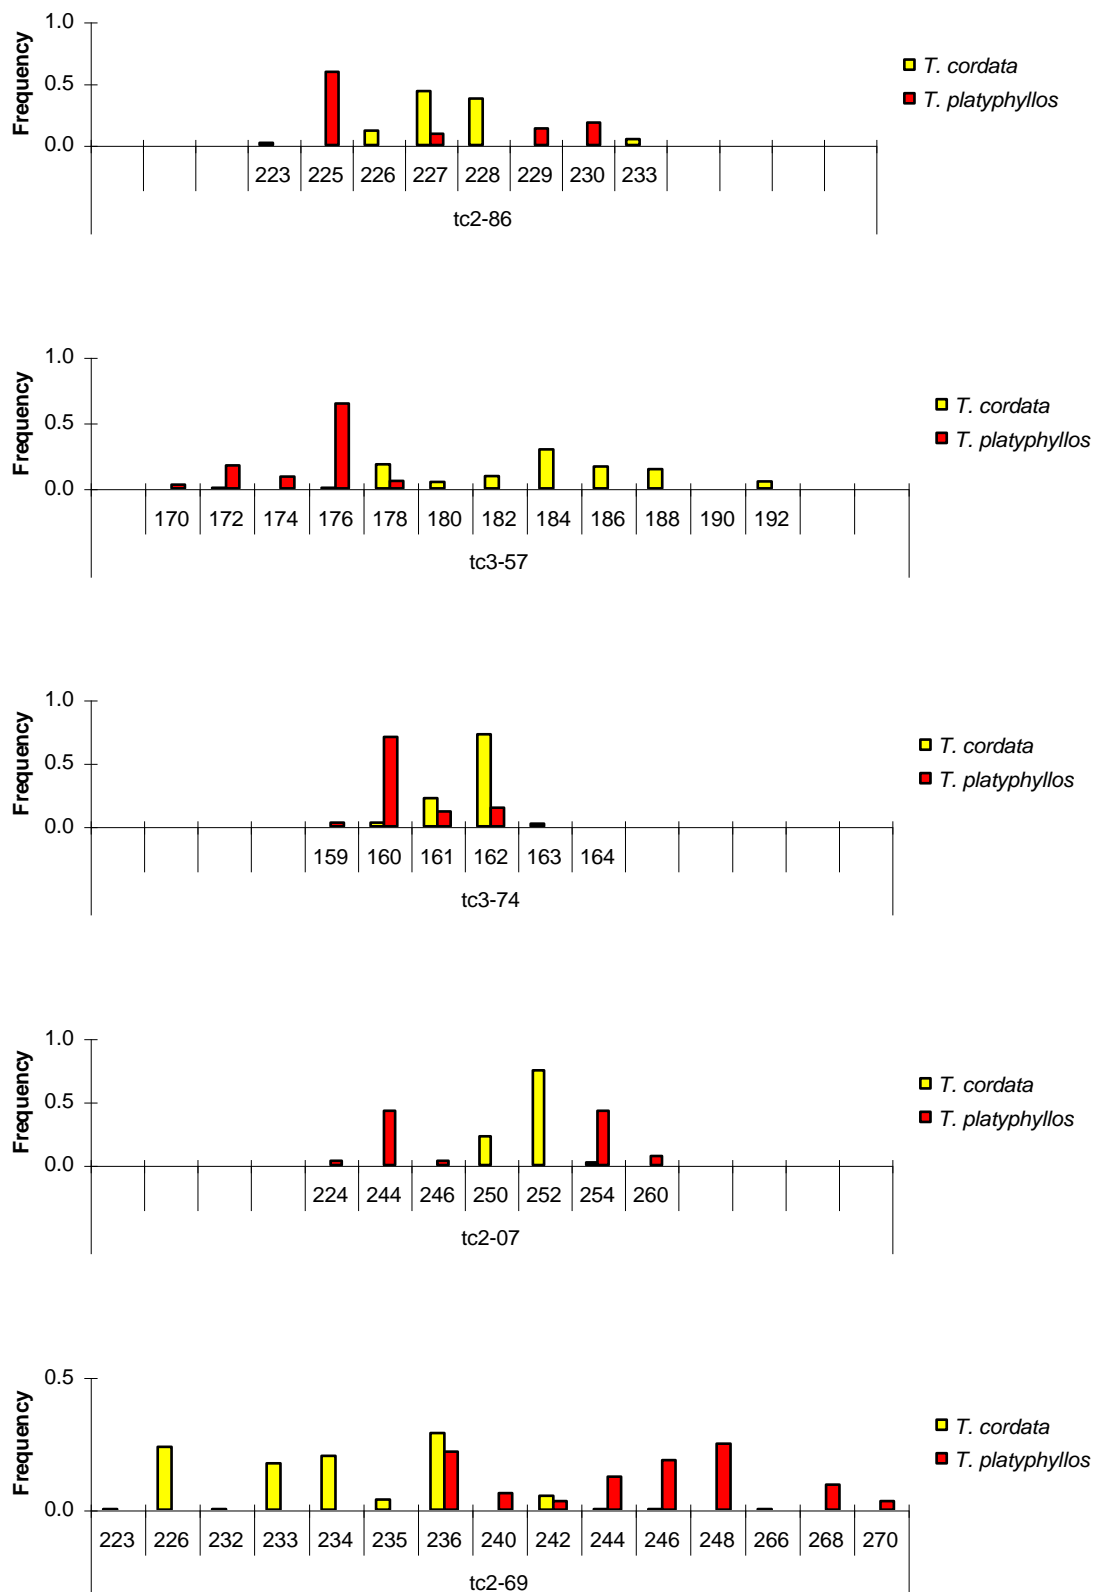 Frequency
1.0
0.5
0.0
223 225 226 227 228 229 230 233
tc2-86
T. cordata
T. platyphyllos
Frequency
1.0
0.5
0.0
170 172 174 176 178 180 182 184 186 188 190 192
tc3-57
T. cordata
T. platyphyllos
Frequency
1.0
0.5
0.0
159 160 161 162 163 164
tc3-74
T. cordata
T. platyphyllos
Frequency
1.0
0.5
0.0
224 244 246 250 252 254 260
tc2-07
T. cordata
T. platyphyllos
Frequency
0.5
0.0
223 226 232 233 234 235 236 240 242 244 246 248 266 268 270
tc2-69
T. cordata
T. platyphyllos